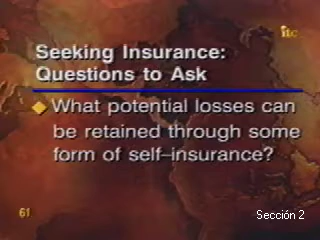 itc
Seeking Insurance:
Questions to Ask
What potential losses can
be retained through some
form of self–insurance?
61
Sección 2